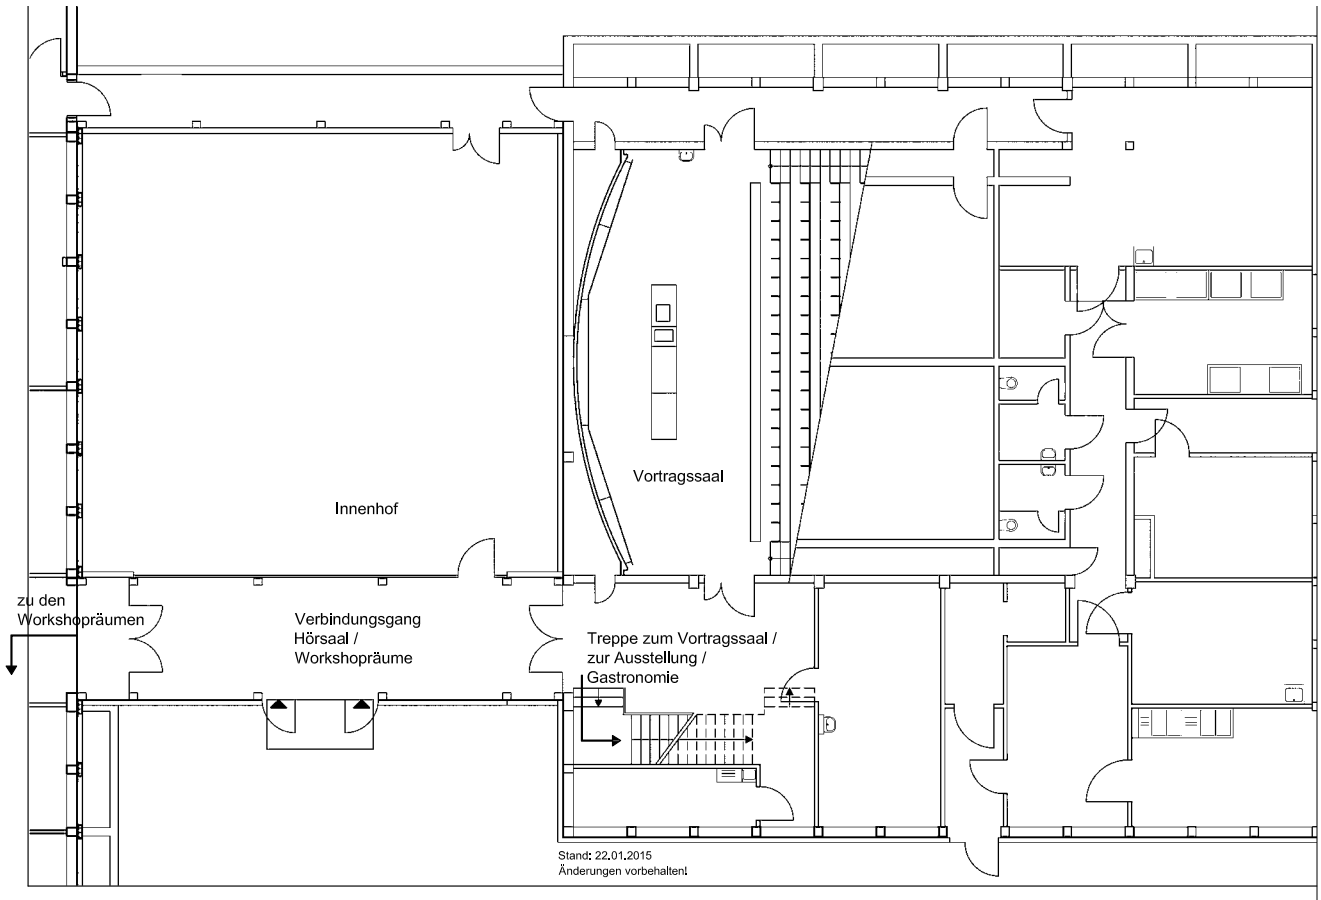 Vortragssaal
Innenhof
zu den
Workshopräumen
Verbindungsgang
Hörsaal /
Workshopräume
Treppe zum Vortragssaal /
zur Ausstellung /
Gastronomie
Stand: 22.01.2015
Änderungen vorbehalten!